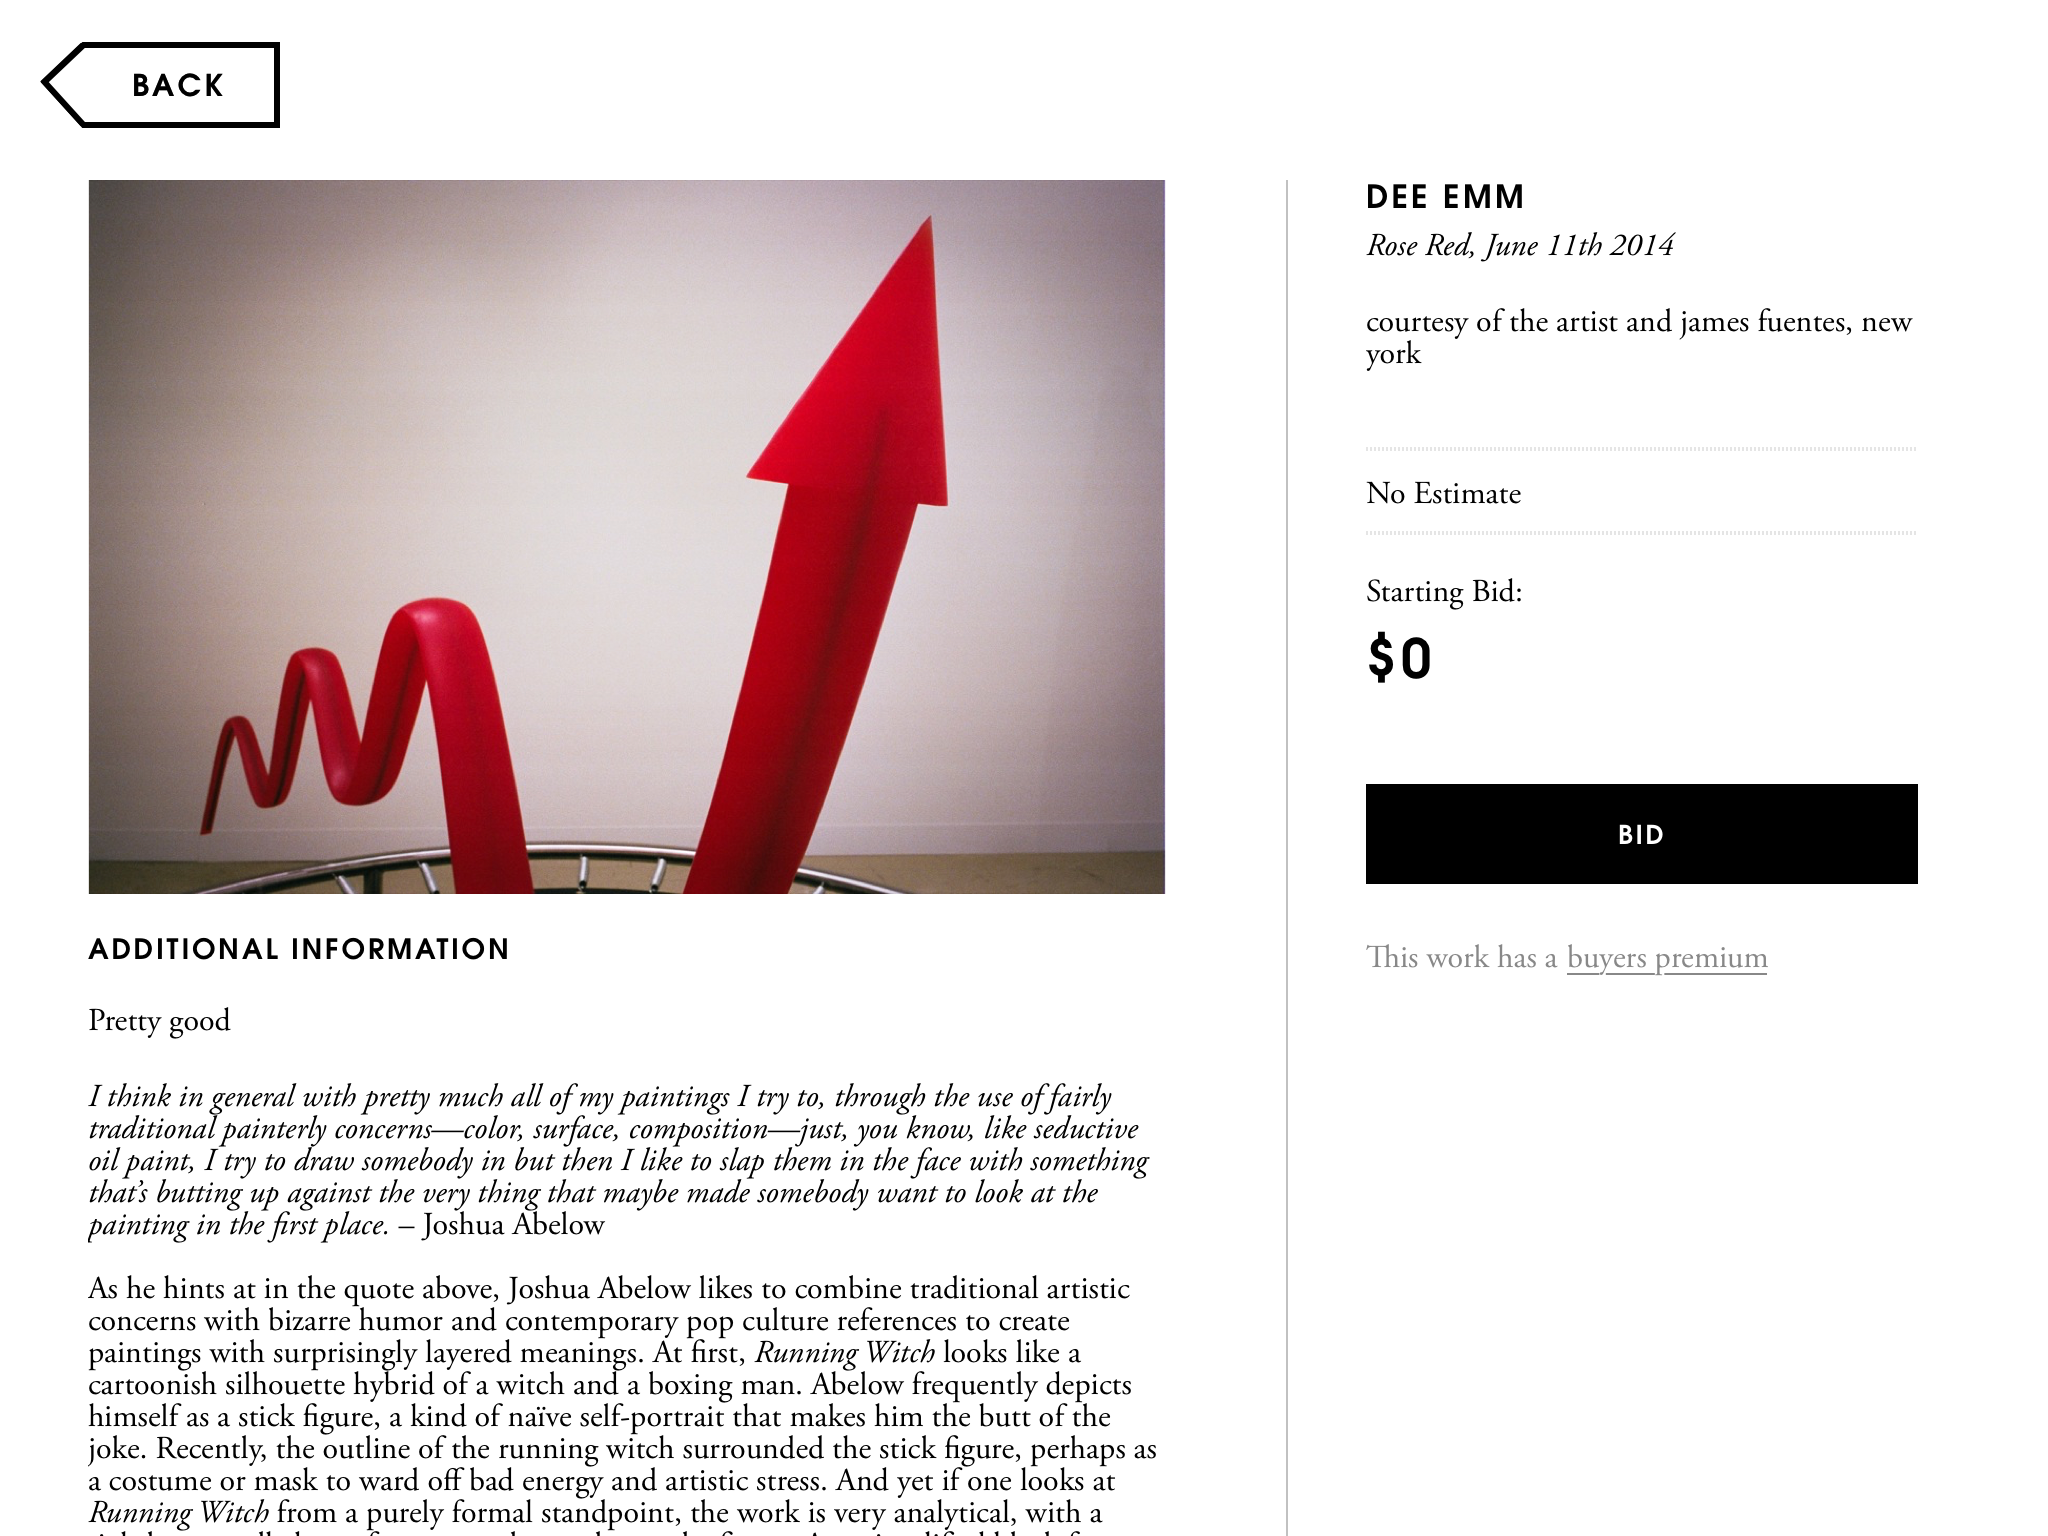 BACK
DEE EMM
Rose Red, June 11th 2014
courtesy of the artist and james fuentes, new
york
No Estimate
Starting Bid:
$0
BID
This work has a buyers premium
ADDITIONAL INFORMATION
Pretty good
I think in general with pretty much all of my paintings I try to, through the use of fairly
traditional painterly concerns—color, surface, composition—just, you know, like seductive
oil paint, I try to draw somebody in but then I like to slap them in the face with something
that’s butting up against the very thing that maybe made somebody want to look at the
painting in the first place. – Joshua Abelow
As he hints at in the quote above, Joshua Abelow likes to combine traditional artistic
concerns with bizarre humor and contemporary pop culture references to create
paintings with surprisingly layered meanings. At first, Running Witch looks like a
cartoonish silhouette hybrid of a witch and a boxing man. Abelow frequently depicts
himself as a stick figure, a kind of naïve self-portrait that makes him the butt of the
joke. Recently, the outline of the running witch surrounded the stick figure, perhaps as
a costume or mask to ward off bad energy and artistic stress. And yet if one looks at
Running Witch from a purely formal standpoint, the work is very analytical, with a